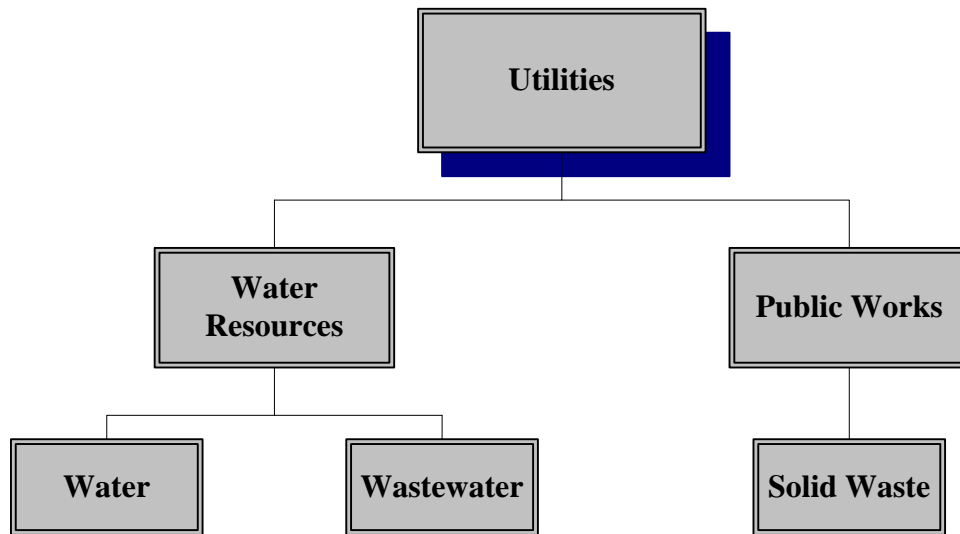 Utilities
Water
Resources
Public Works
Water
Wastewater
Solid Waste